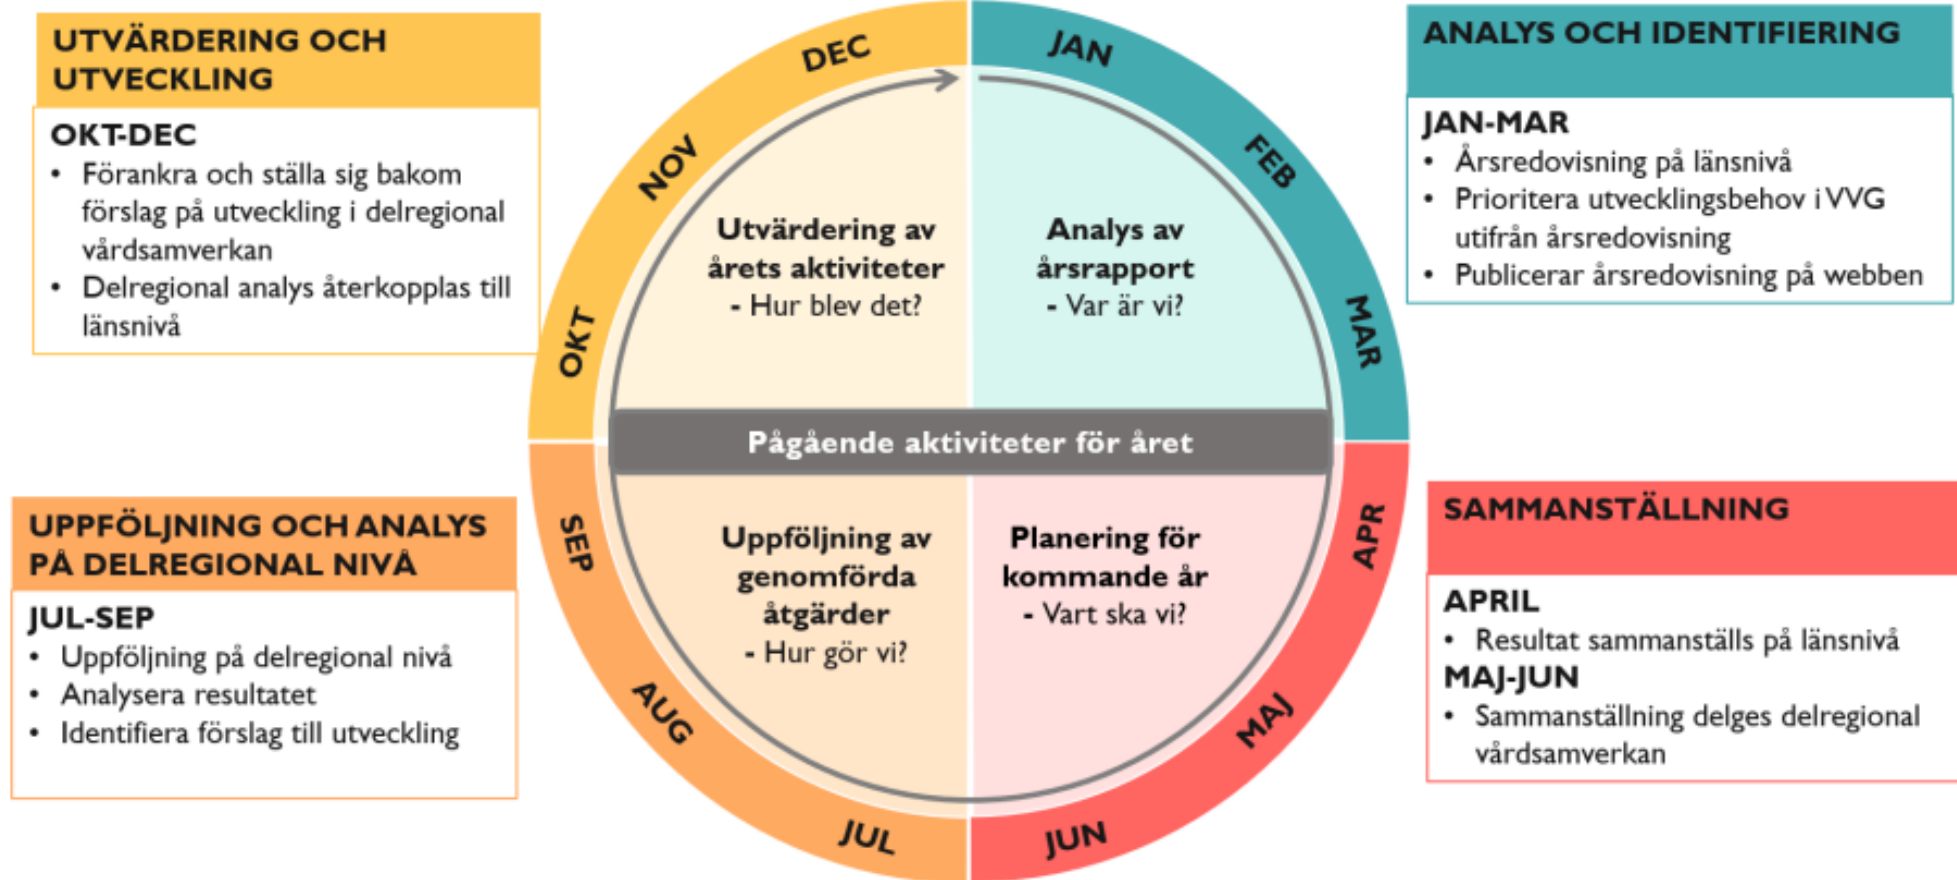 UTVÄRDERING OCH
UTVECKLING
OKT-DEC
• Förankra och ställa sig bakom
förslag på utveckling i delregional
vårdsamverkan
• Delregional analys återkopplas till
länsnivå
ANALYS OCH IDENTIFIERING
JAN-MAR
• Årsredovisning på länsnivå
• Prioritera utvecklingsbehov i VVG
utifrån årsredovisning
• Publicerar årsredovisning på webben
UPPFÖLJNING OCH ANALYS
PÅ DELREGIONAL NIVÅ
JUL-SEP
• Uppföljning på delregional nivå
• Analysera resultatet
• Identifiera förslag till utveckling
SAMMANSTÄLLNING
APRIL
• Resultat sammanställs på länsnivå
MAJ-JUN
• Sammanställning delges delregional
vårdsamverkan
JAN
FEB
MAR
APR
MAJ
JUN
JUL
AUG
SEP
OKT
NOV
DEC
Utvärdering av
årets aktiviteter
- Hur blev det?
Analys av
årsrapport
- Var är vi?
Pågående aktiviteter för året
Uppföljning av
genomförda
åtgärder
- Hur gör vi?
Planering för
kommande år
- Vart ska vi?